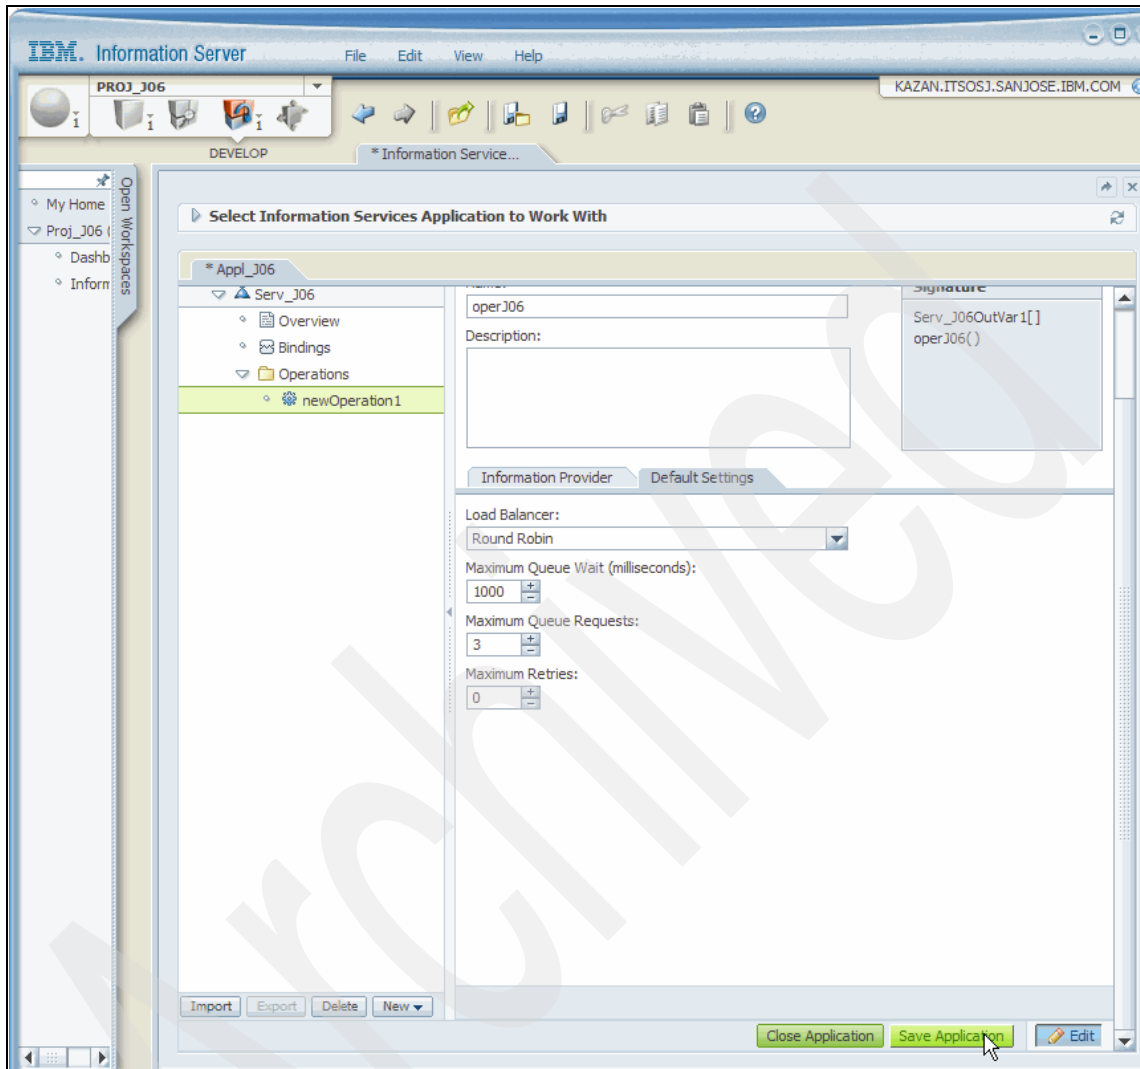 IBM. Information Server File Edit View Help
PROJ_J06
KAZAN.ITSOSJ.SANJOSE.IBM.COM
DEVELOP
* Information Service...
Open Workspaces
My Home
Proj_J06 (
Dashb
Inform
Select Information Services Application to Work With
* Appl_J06
Serv_J06
Overview
Bindings
Operations
newOperation1
Name:
operJ06
Description:
Signature
Serv_J06OutVar1[]
operJ06()
Information Provider Default Settings
Load Balancer:
Round Robin
Maximum Queue Wait (milliseconds):
1000
Maximum Queue Requests:
3
Maximum Retries:
0
Import Export Delete New
Close Application Save Application Edit
Archived